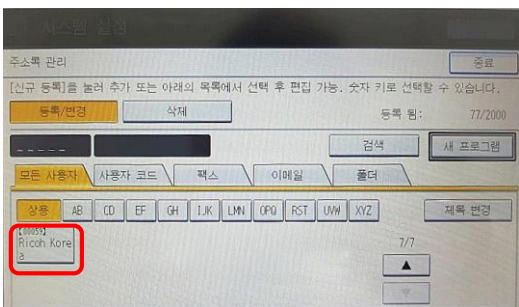 시스템 설정
주소록 관리
종료
[신규 등록]을 눌러 추가 또는 아래의 목록에서 선택 후 편집 가능. 숫자 키로 선택할 수 있습니다.
등록/변경 삭제 등록 됨: 77/2000
검색 새 프로그램
모든 사용자 사용자 코드 팩스 이메일 폴더
상용 AB CD EF GH IJK LMN OPQ RST UVW XYZ 제목 변경
[00059]
Ricoh Kore
a
7/7